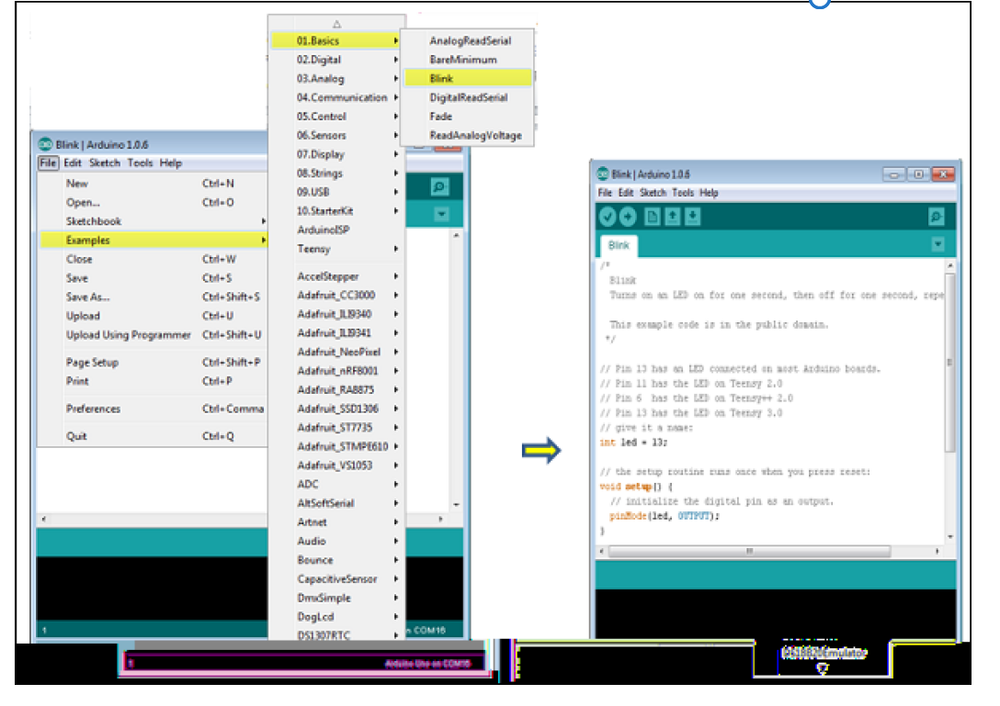 01.Basics
02.Digital
03.Analog
04.Communication
05.Control
06.Sensors
07.Display
08.Strings
09.USB
10.StarterKit
ArduinoISP
Teensy
AccelStepper
Adafruit_CC3000
Adafruit_ILI9340
Adafruit_ILI9341
Adafruit_NeoPixel
Adafruit_nRF8001
Adafruit_RA8875
Adafruit_SSD1306
Adafruit_ST7735
Adafruit_STMPE610
Adafruit_VS1053
ADC
AltSoftSerial
Artnet
Audio
Bounce
CapacitiveSensor
DmxSimple
DogLcd
DS1307RTC
AnalogReadSerial
BareMinimum
Blink
DigitalReadSerial
Fade
ReadAnalogVoltage
Blink | Arduino 1.0.6
File Edit Sketch Tools Help
New Ctrl+N
Open... Ctrl+O
Sketchbook
Examples
Close Ctrl+W
Save Ctrl+S
Save As... Ctrl+Shift+S
Upload Ctrl+U
Upload Using Programmer Ctrl+Shift+U
Page Setup Ctrl+Shift+P
Print Ctrl+P
Preferences Ctrl+Comma
Quit Ctrl+Q
1 on COM16
1 Arduino Uno on COM16
Blink | Arduino 1.0.6
File Edit Sketch Tools Help
Blink
/*
Blink
Turns on an LED on for one second, then off for one second, repe
This example code is in the public domain.
*/
// Pin 13 has an LED connected on most Arduino boards.
// Pin 11 has the LED on Teensy 2.0
// Pin 6 has the LED on Teensy++ 2.0
// Pin 13 has the LED on Teensy 3.0
// give it a name:
int led = 13;
// the setup routine runs once when you press reset:
void setup() {
// initialize the digital pin as an output.
pinMode(led, OUTPUT);
}